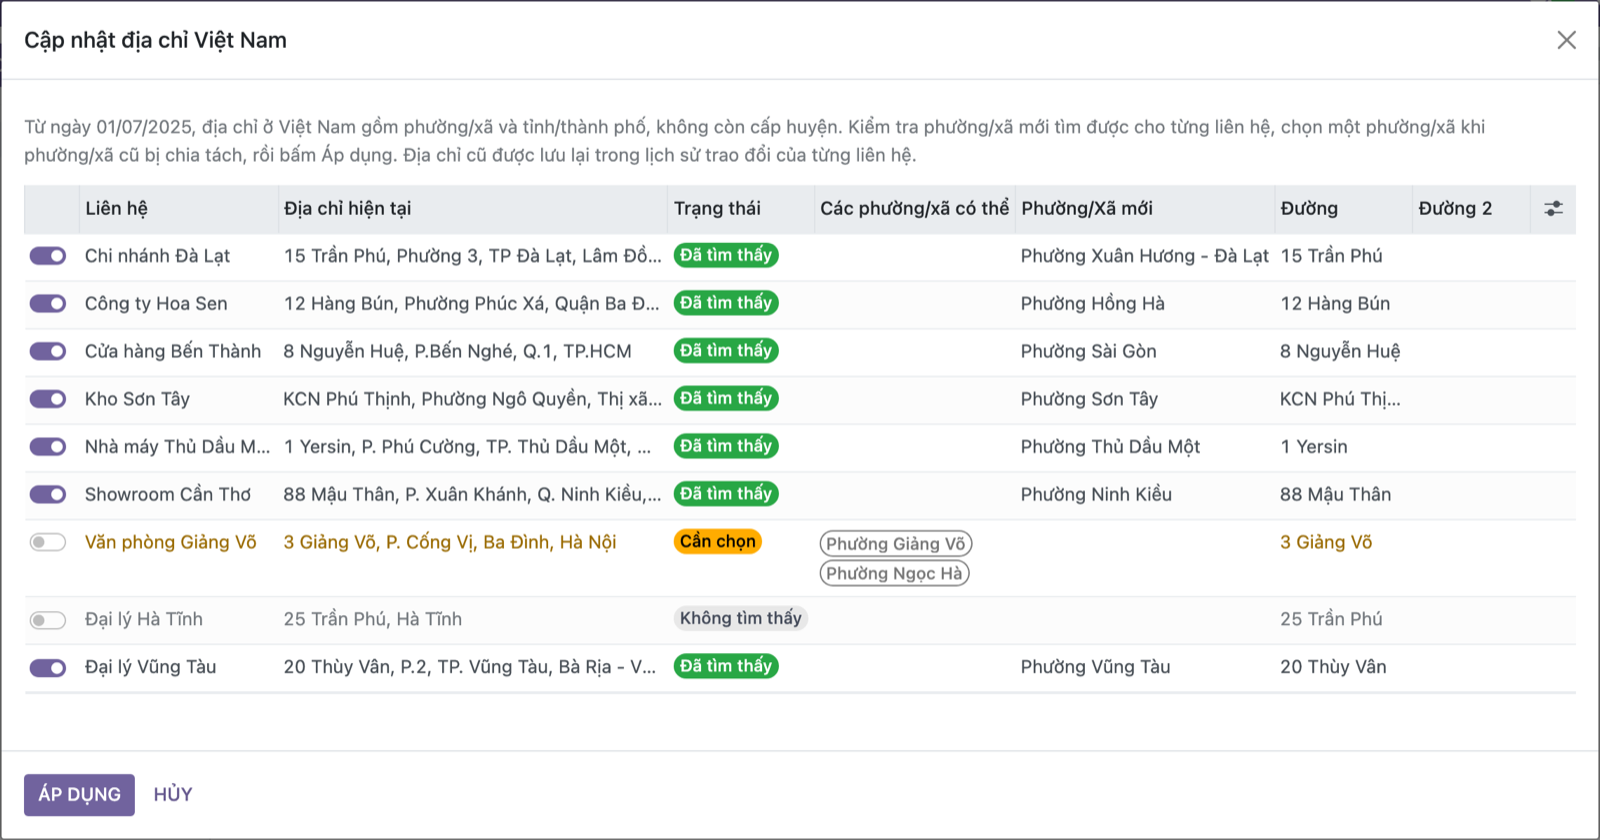 Cập nhật địa chỉ Việt Nam
Từ ngày 01/07/2025, địa chỉ ở Việt Nam gồm phường/xã và tỉnh/thành phố, không còn cấp huyện. Kiểm tra phường/xã mới tìm được cho từng liên hệ, chọn một phường/xã khi
phường/xã cũ bị chia tách, rồi bấm Áp dụng. Địa chỉ cũ được lưu lại trong lịch sử trao đổi của từng liên hệ.
Liên hệ Địa chỉ hiện tại Trạng thái Các phường/xã có thể Phường/Xã mới Đường Đường 2
Chi nhánh Đà Lạt 15 Trần Phú, Phường 3, TP Đà Lạt, Lâm Đồ... Đã tìm thấy Phường Xuân Hương - Đà Lạt 15 Trần Phú
Công ty Hoa Sen 12 Hàng Bún, Phường Phúc Xá, Quận Ba Đ... Đã tìm thấy Phường Hồng Hà 12 Hàng Bún
Cửa hàng Bến Thành 8 Nguyễn Huệ, P.Bến Nghé, Q.1, TP.HCM Đã tìm thấy Phường Sài Gòn 8 Nguyễn Huệ
Kho Sơn Tây KCN Phú Thịnh, Phường Ngô Quyền, Thị xã... Đã tìm thấy Phường Sơn Tây KCN Phú Thị...
Nhà máy Thủ Dầu M... 1 Yersin, P. Phú Cường, TP. Thủ Dầu Một, ... Đã tìm thấy Phường Thủ Dầu Một 1 Yersin
Showroom Cần Thơ 88 Mậu Thân, P. Xuân Khánh, Q. Ninh Kiều,... Đã tìm thấy Phường Ninh Kiều 88 Mậu Thân
Văn phòng Giảng Võ 3 Giảng Võ, P. Cống Vị, Ba Đình, Hà Nội Cần chọn Phường Giảng Võ 3 Giảng Võ
Phường Ngọc Hà
Đại lý Hà Tĩnh 25 Trần Phú, Hà Tĩnh Không tìm thấy 25 Trần Phú
Đại lý Vũng Tàu 20 Thùy Vân, P.2, TP. Vũng Tàu, Bà Rịa - V... Đã tìm thấy Phường Vũng Tàu 20 Thùy Vân
ÁP DỤNG HỦY